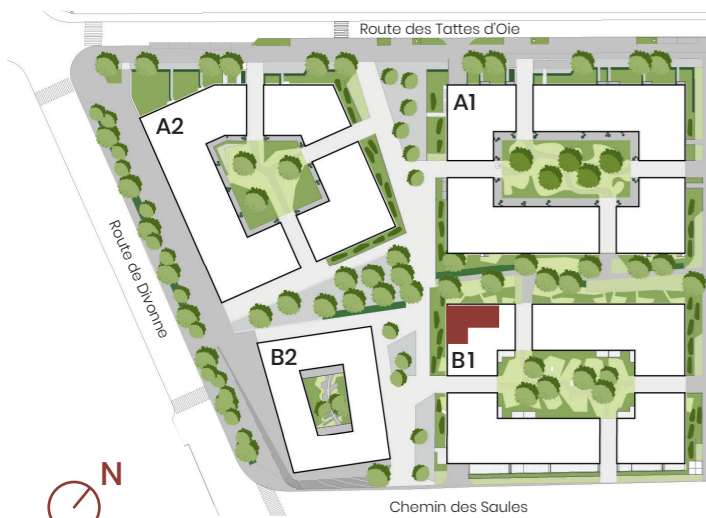 Route des Tattes d'Oie
A2
A1
Route de Divonne
B2
B1
N
Chemin des Saules